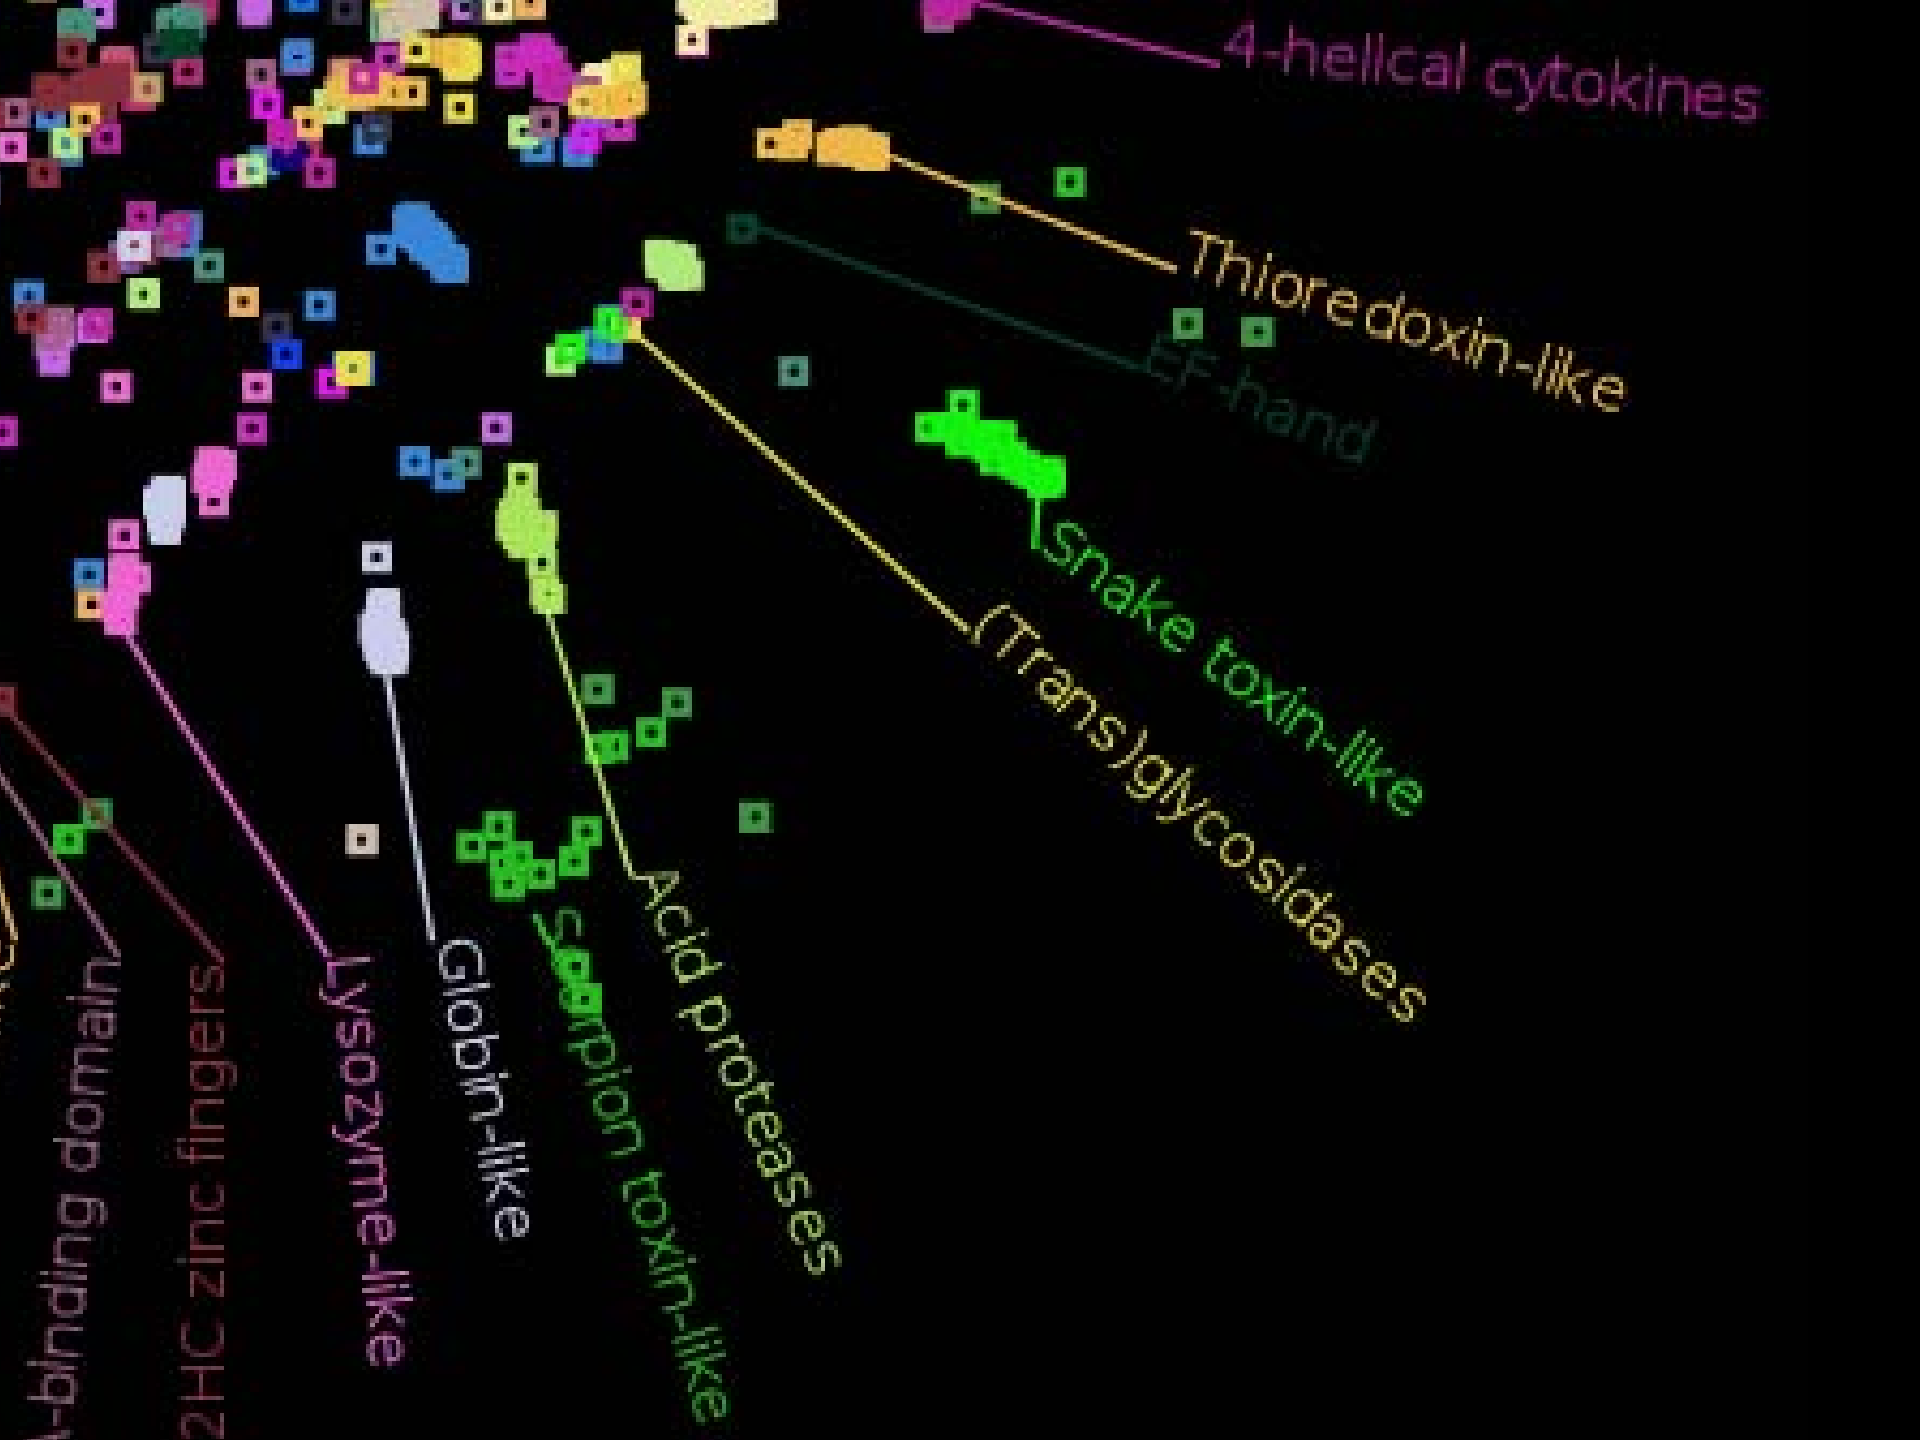 4-helical cytokines
Thioredoxin-like
EF-hand
Snake toxin-like
(Trans)glycosidases
Acid proteases
Scorpion toxin-like
Globin-like
Lysozyme-like
2HC zinc fingers
-binding domain